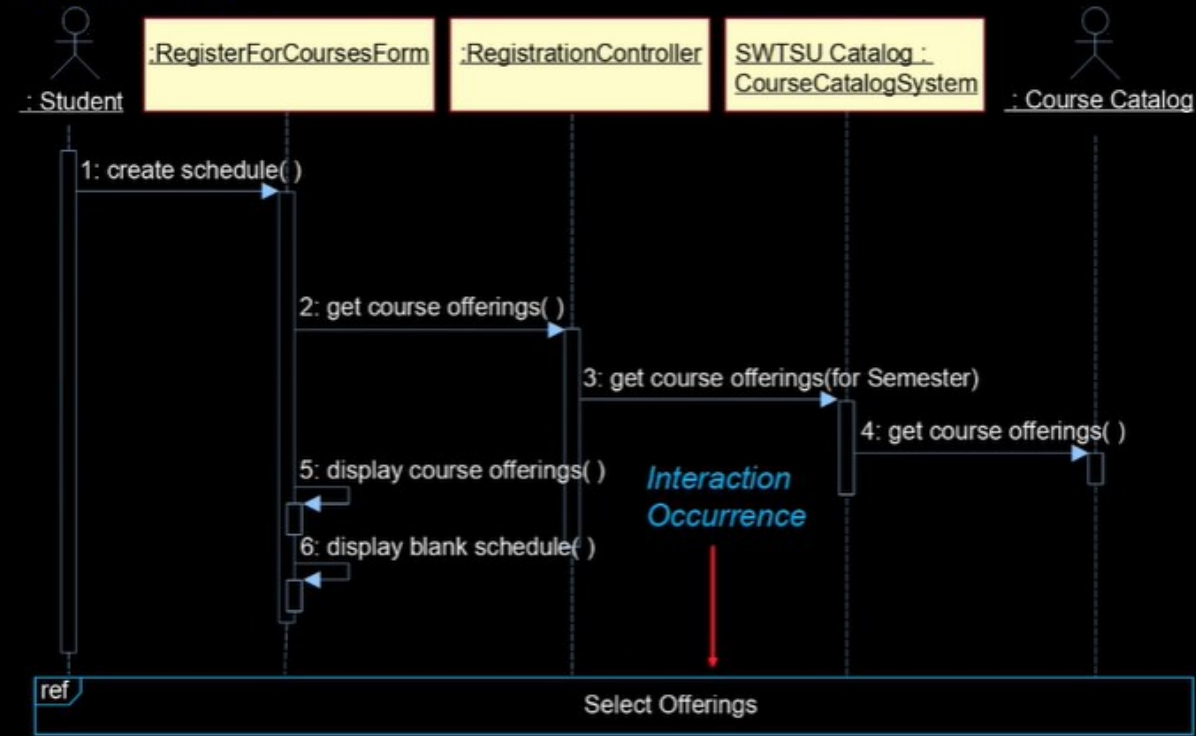 : Student
:RegisterForCoursesForm
:RegistrationController
SWTSU Catalog :
CourseCatalogSystem
: Course Catalog
1: create schedule( )
2: get course offerings( )
3: get course offerings(for Semester)
4: get course offerings( )
5: display course offerings( )
Interaction
Occurrence
6: display blank schedule( )
ref
Select Offerings